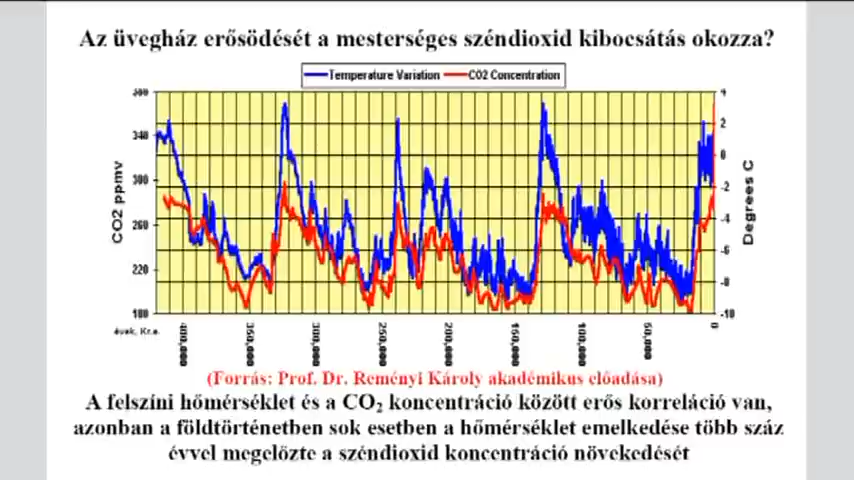 Az üvegház erősödését a mesterséges széndioxid kibocsátás okozza?
Temperature Variation CO2 Concentration
CO2 ppmv
380
340
300
260
220
180
4
2
0
-2
-4
-6
-8
-10
Degrees C
évek, Kr.e.
400,000
350,000
300,000
250,000
200,000
150,000
100,000
50,000
0
(Forrás: Prof. Dr. Reményi Károly akadémikus előadása)
A felszíni hőmérséklet és a CO₂ koncentráció között erős korreláció van,
azonban a földtörténetben sok esetben a hőmérséklet emelkedése több száz
évvel megelőzte a széndioxid koncentráció növekedését